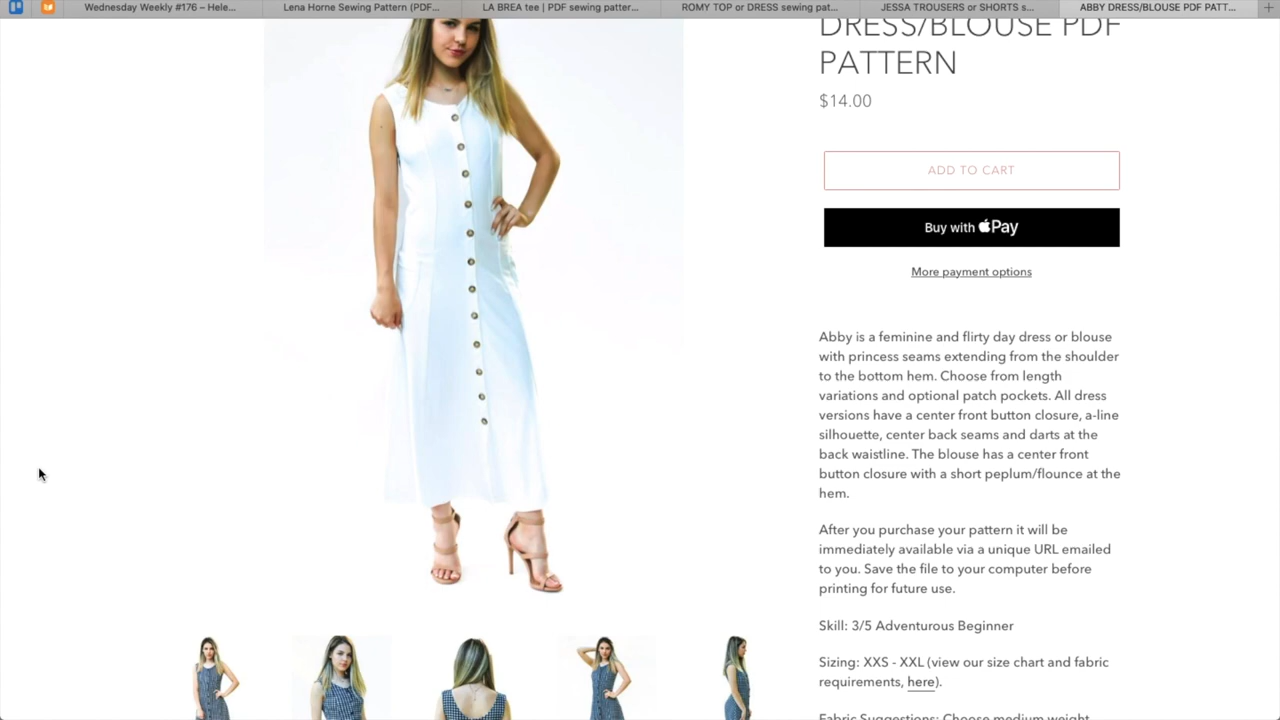 Wednesday Weekly #176 – Hele...
Lena Horne Sewing Pattern (PDF...
LA BREA tee | PDF sewing patter...
ROMY TOP or DRESS sewing pat...
JESSA TROUSERS or SHORTS s...
ABBY DRESS/BLOUSE PDF PATT...
DRESS/BLOUSE PDF
PATTERN
$14.00
ADD TO CART
Buy with Pay
More payment options
Abby is a feminine and flirty day dress or blouse
with princess seams extending from the shoulder
to the bottom hem. Choose from length
variations and optional patch pockets. All dress
versions have a center front button closure, a-line
silhouette, center back seams and darts at the
back waistline. The blouse has a center front
button closure with a short peplum/flounce at the
hem.
After you purchase your pattern it will be
immediately available via a unique URL emailed
to you. Save the file to your computer before
printing for future use.
Skill: 3/5 Adventurous Beginner
Sizing: XXS - XXL (view our size chart and fabric
requirements, here).
Fabric Suggestions: Choose medium weight